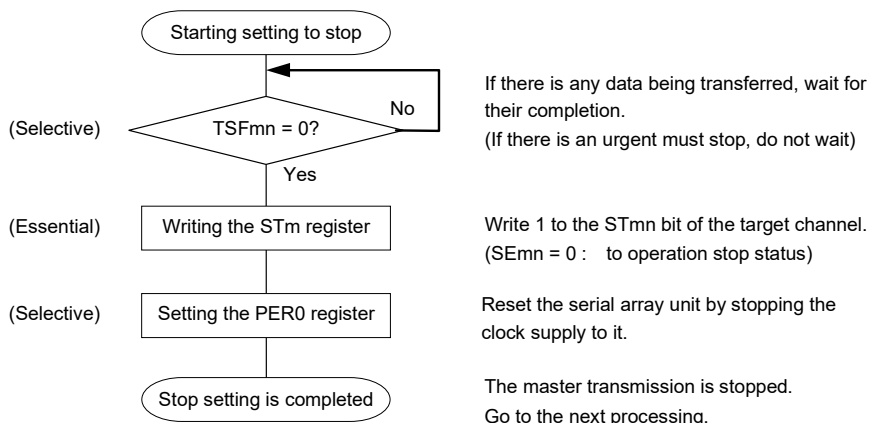 Starting setting to stop
If there is any data being transferred, wait for
their completion.
(If there is an urgent must stop, do not wait)
(Selective)
TSFmn = 0?
No
Yes
(Essential)
Writing the STm register
Write 1 to the STmn bit of the target channel.
(SEmn = 0 : to operation stop status)
(Selective)
Setting the PER0 register
Reset the serial array unit by stopping the
clock supply to it.
Stop setting is completed
The master transmission is stopped.
Go to the next processing.